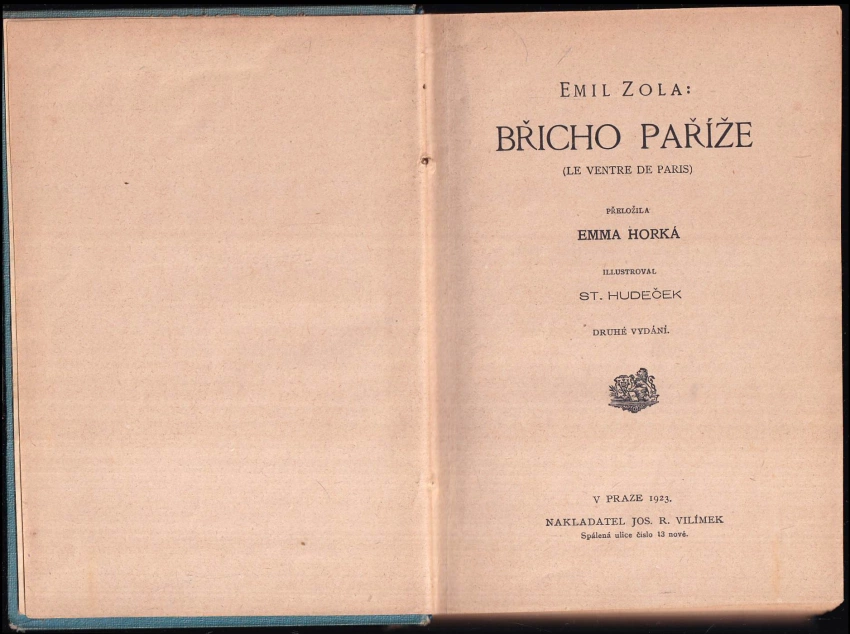 EMIL ZOLA:
BŘICHO PAŘÍŽE
(LE VENTRE DE PARIS)
PŘELOŽILA
EMMA HORKÁ
ILLUSTROVAL
ST. HUDEČEK
DRUHÉ VYDÁNÍ.
V PRAZE 1923.
NAKLADATEL JOS. R. VILÍMEK
Spálená ulice číslo 13 nové.